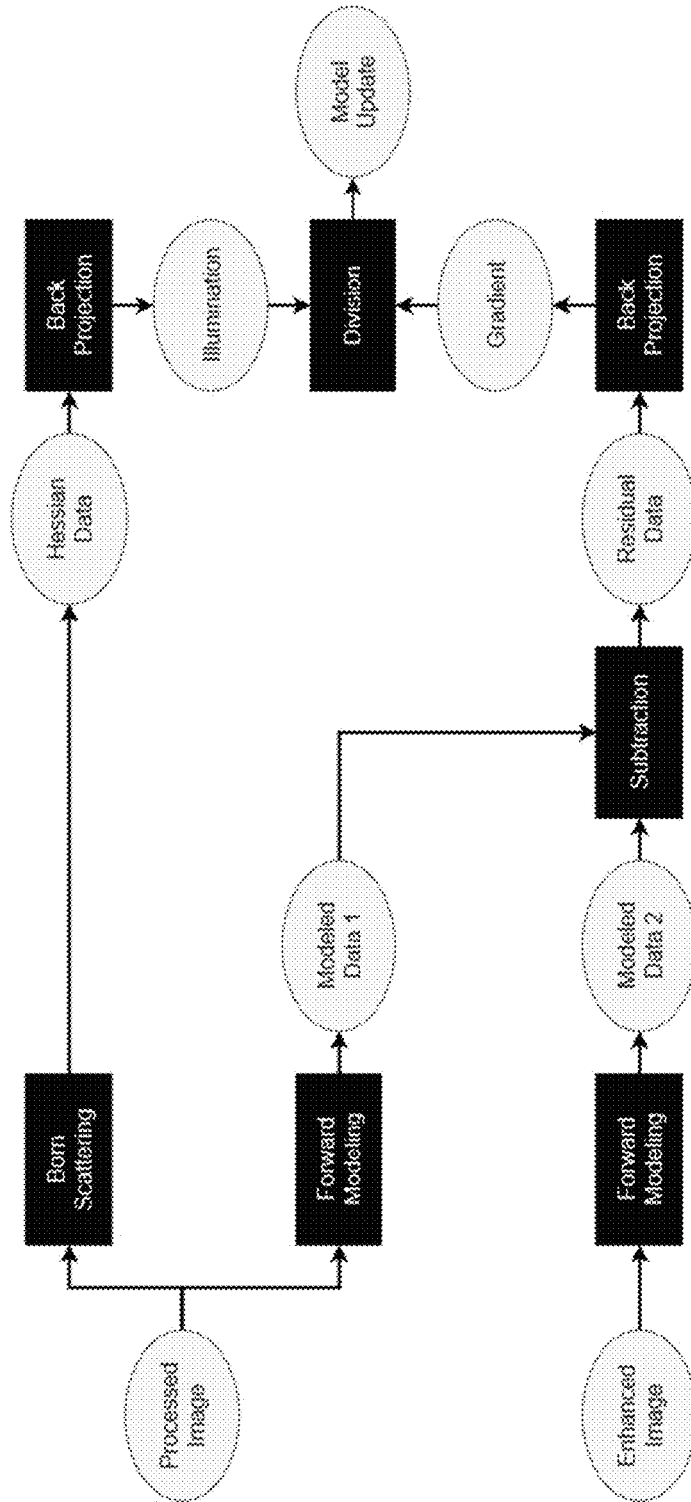 Processed
Image
Born
Scattering
Hessian
Data
Back
Projection
Illumination
Forward
Modeling
Modeled
Data 1
Division
Model
Update
Enhanced
Image
Forward
Modeling
Modeled
Data 2
Subtraction
Residual
Data
Back
Projection
Gradient